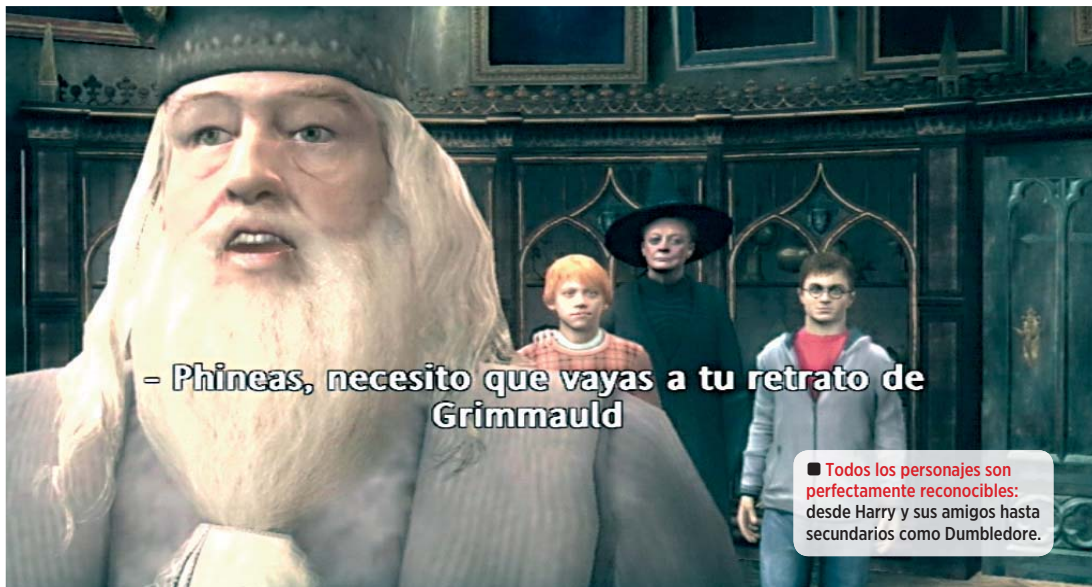 - Phineas, necesito que vayas a tu retrato de
Grimmauld
■ Todos los personajes son
perfectamente reconocibles:
desde Harry y sus amigos hasta
secundarios como Dumbledore.